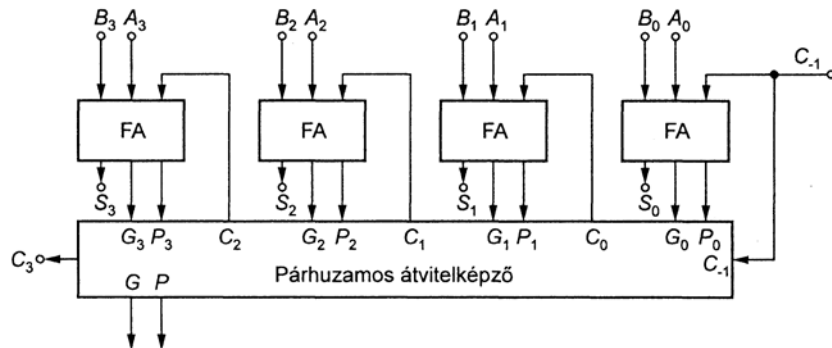 B₃ A₃ B₂ A₂ B₁ A₁ B₀ A₀
C₋₁
FA FA FA FA
S₃ S₂ S₁ S₀
G₃ P₃ C₂ G₂ P₂ C₁ G₁ P₁ C₀ G₀ P₀
C₃ C₋₁
G P Párhuzamos átvitelképző